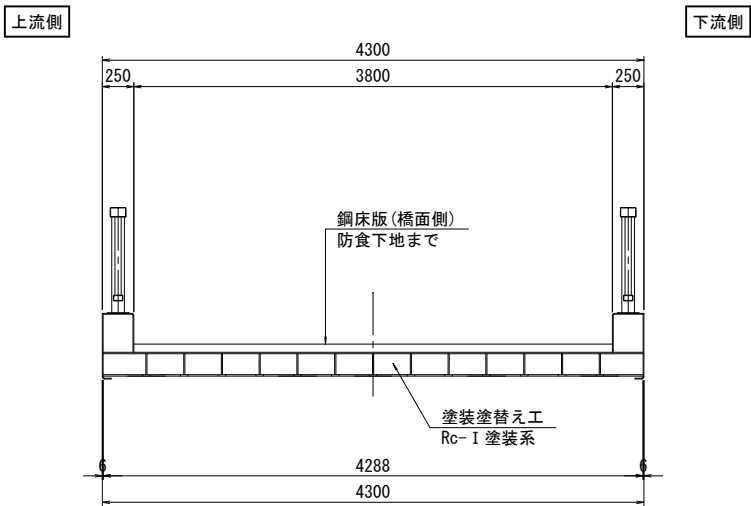 上流側
下流側
4300
250
3800
250
鋼床版(橋面側)
防食下地まで
塗装塗替え工
Rc-Ⅰ塗装系
6
4288
6
4300